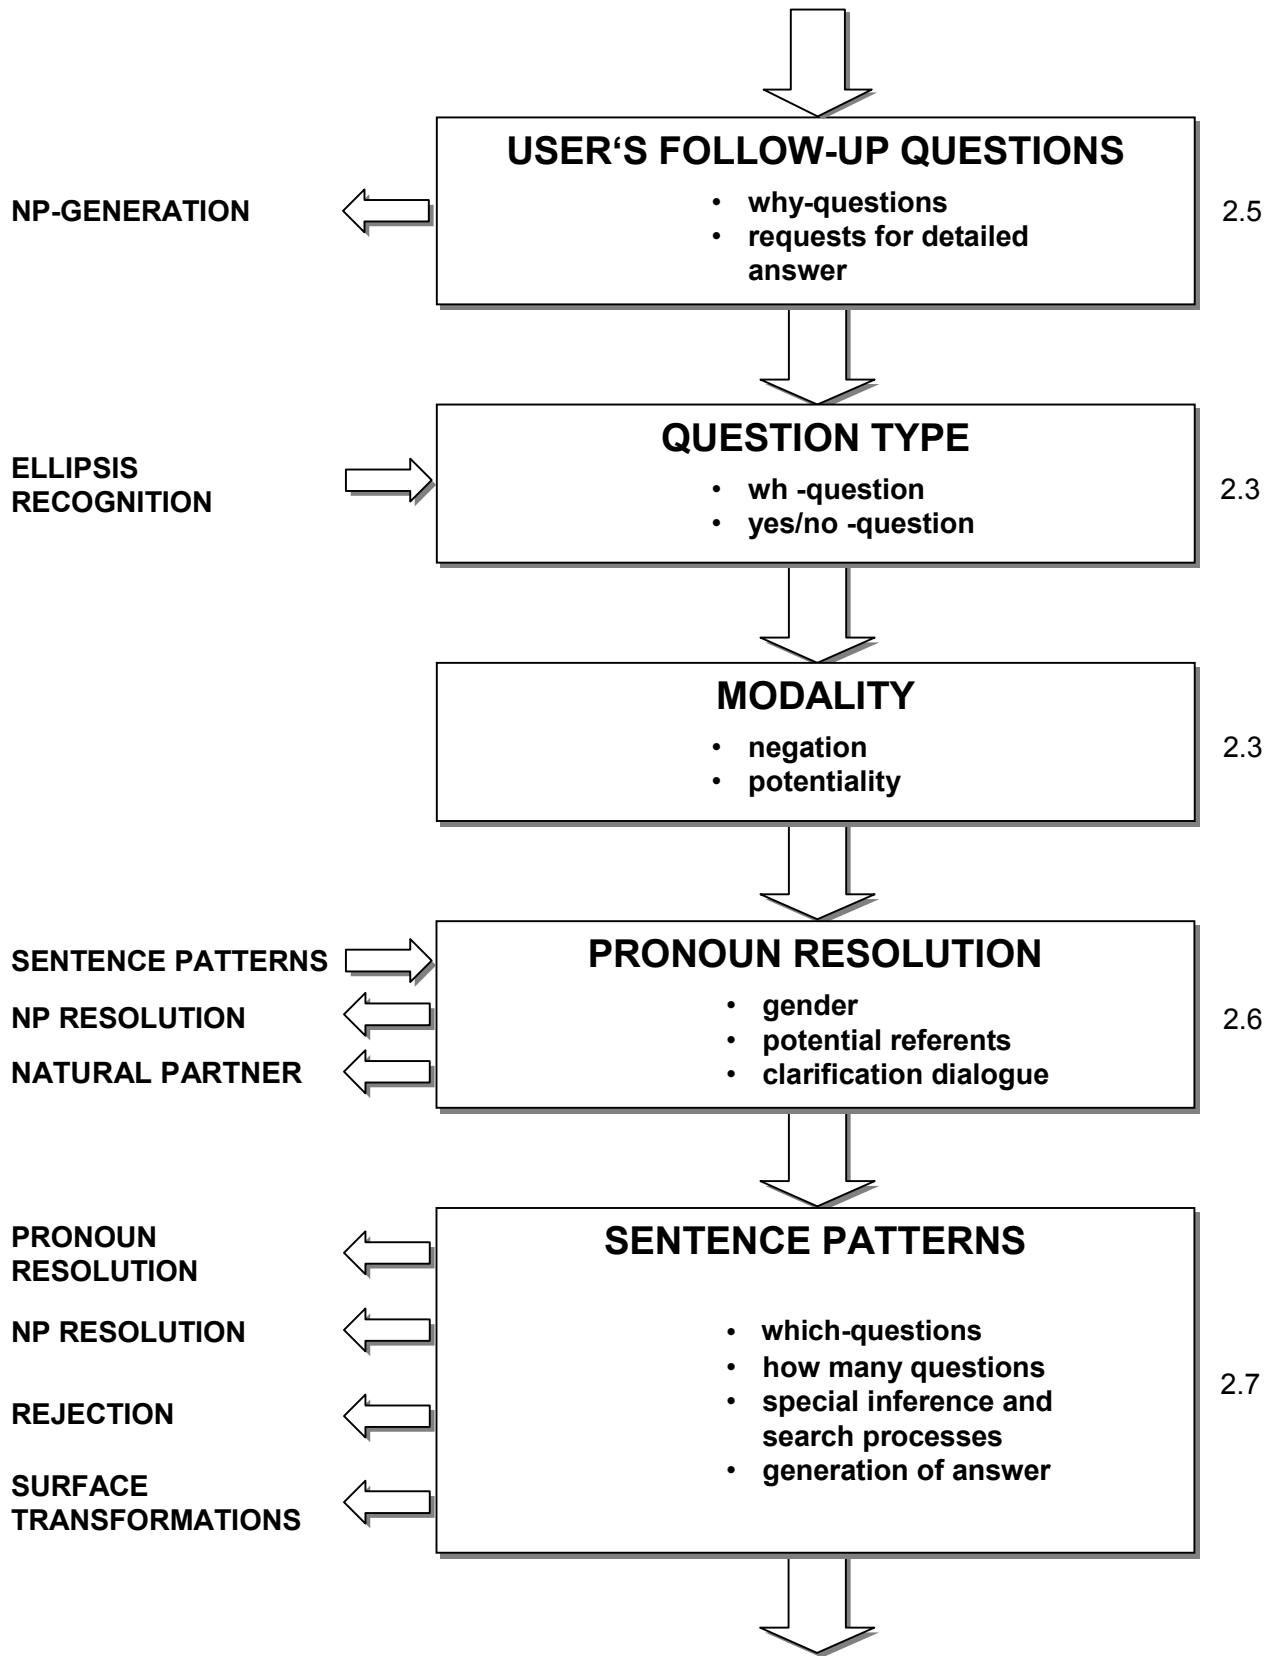 USER‘S FOLLOW-UP QUESTIONS
• why-questions
• requests for detailed
answer
NP-GENERATION
2.5
QUESTION TYPE
• wh -question
• yes/no -question
ELLIPSIS
RECOGNITION
2.3
MODALITY
• negation
• potentiality
2.3
PRONOUN RESOLUTION
• gender
• potential referents
• clarification dialogue
SENTENCE PATTERNS
NP RESOLUTION
NATURAL PARTNER
2.6
SENTENCE PATTERNS
• which-questions
• how many questions
• special inference and
search processes
• generation of answer
PRONOUN
RESOLUTION
NP RESOLUTION
REJECTION
SURFACE
TRANSFORMATIONS
2.7